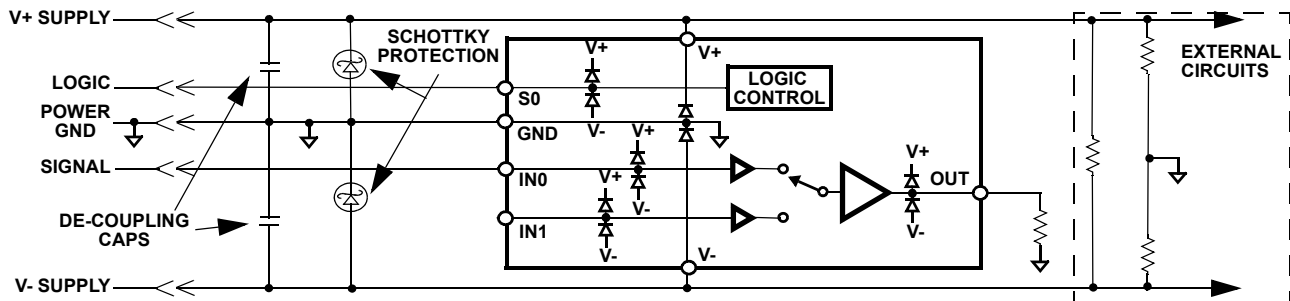 V+ SUPPLY
SCHOTTKY
PROTECTION
LOGIC
POWER
GND
SIGNAL
DE-COUPLING
CAPS
V- SUPPLY
V+
V+
S0
V-
LOGIC
CONTROL
GND
V+
IN0
V-
V+
IN1
V-
V+
OUT
V-
V-
EXTERNAL
CIRCUITS